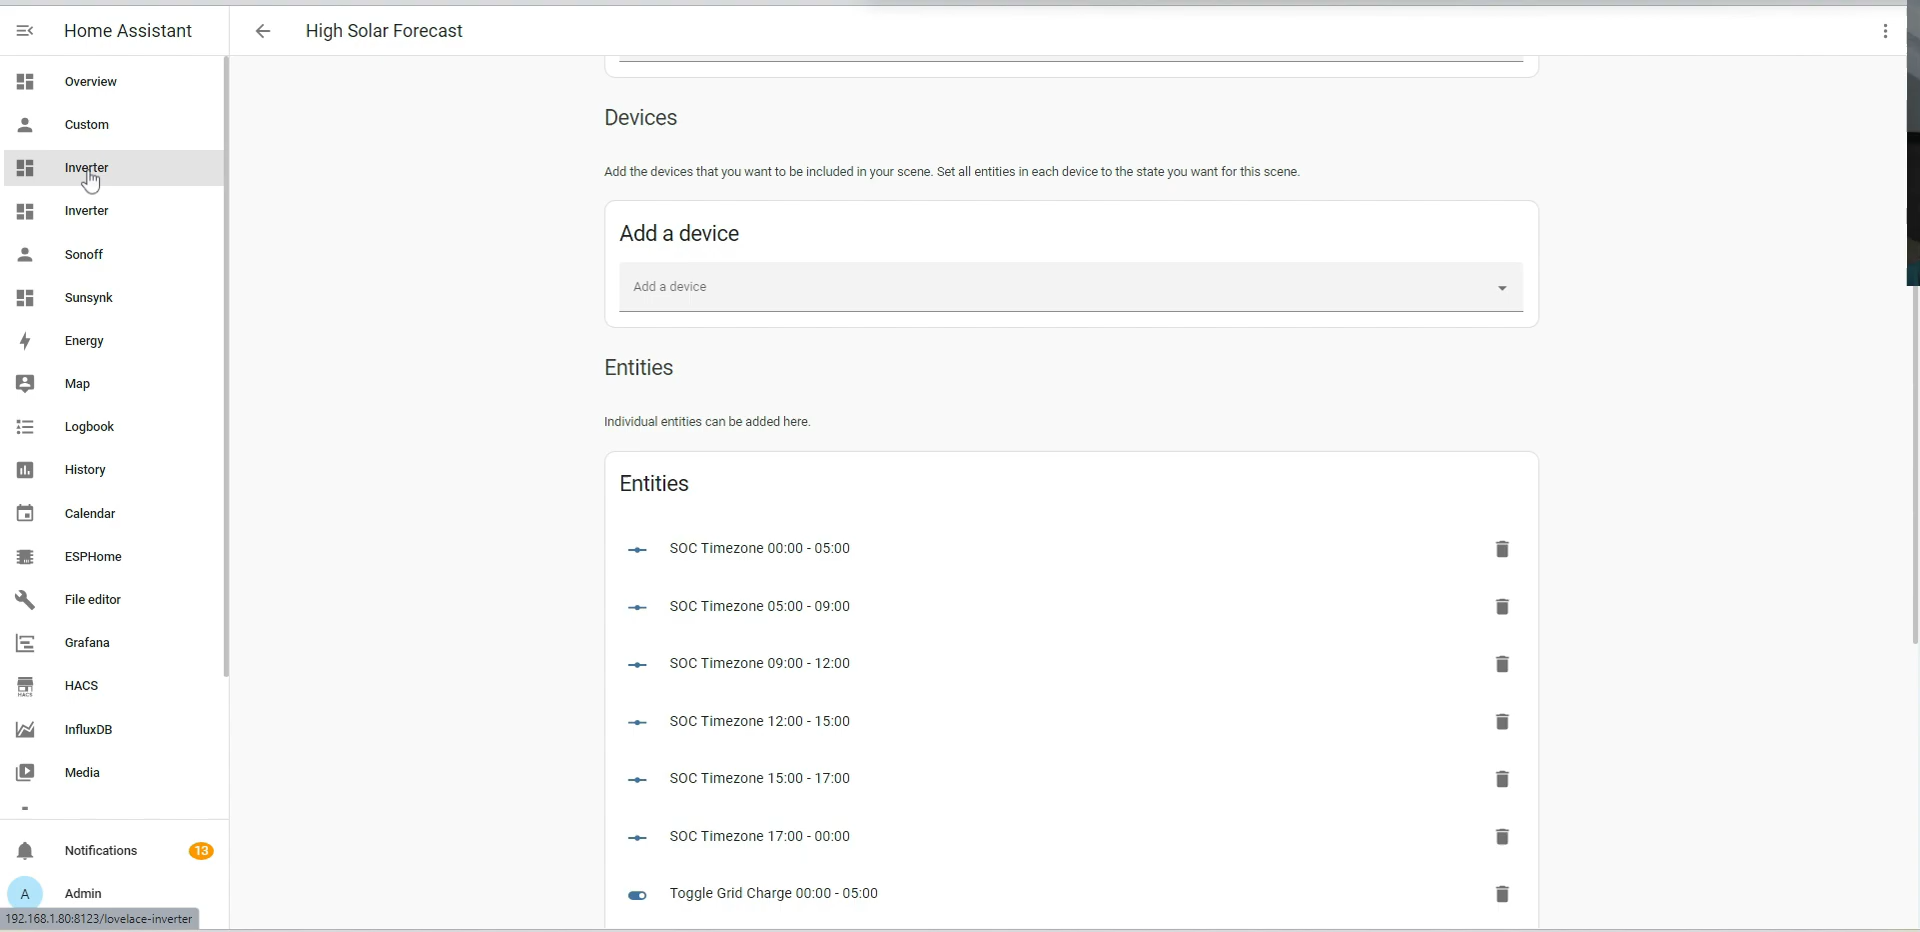 Home Assistant
High Solar Forecast
Overview
Custom
Inverter
Inverter
Sonoff
Sunsynk
Energy
Map
Logbook
History
Calendar
ESPHome
File editor
Grafana
HACS
HACS
InfluxDB
Media
Notifications
13
A
Admin
192.168.1.80:8123/lovelace-inverter
Devices
Add the devices that you want to be included in your scene. Set all entities in each device to the state you want for this scene.
Add a device
Add a device
Entities
Individual entities can be added here.
Entities
SOC Timezone 00:00 - 05:00
SOC Timezone 05:00 - 09:00
SOC Timezone 09:00 - 12:00
SOC Timezone 12:00 - 15:00
SOC Timezone 15:00 - 17:00
SOC Timezone 17:00 - 00:00
Toggle Grid Charge 00:00 - 05:00